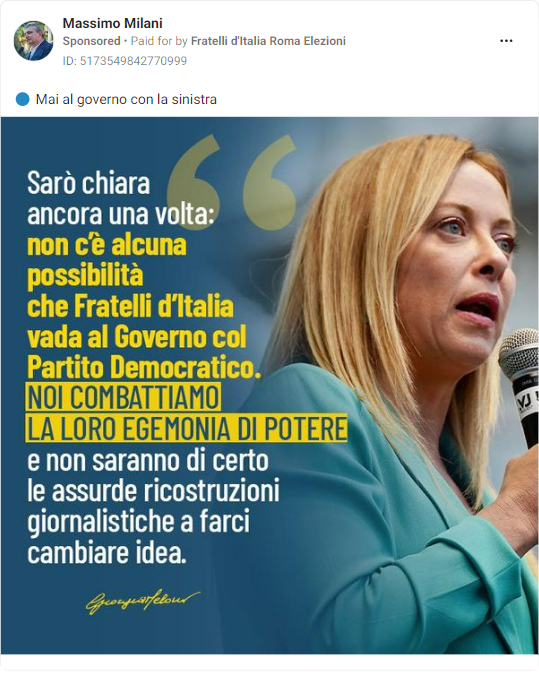 Massimo Milani
Sponsored • Paid for by Fratelli d'Italia Roma Elezioni
ID: 5173549842770999
Mai al governo con la sinistra
Sarò chiara
ancora una volta:
non c'è alcuna
possibilità
che Fratelli d'Italia
vada al Governo col
Partito Democratico.
NOI COMBATTIAMO
LA LORO EGEMONIA DI POTERE
e non saranno di certo
le assurde ricostruzioni
giornalistiche a farci
cambiare idea.
Giorgia Meloni